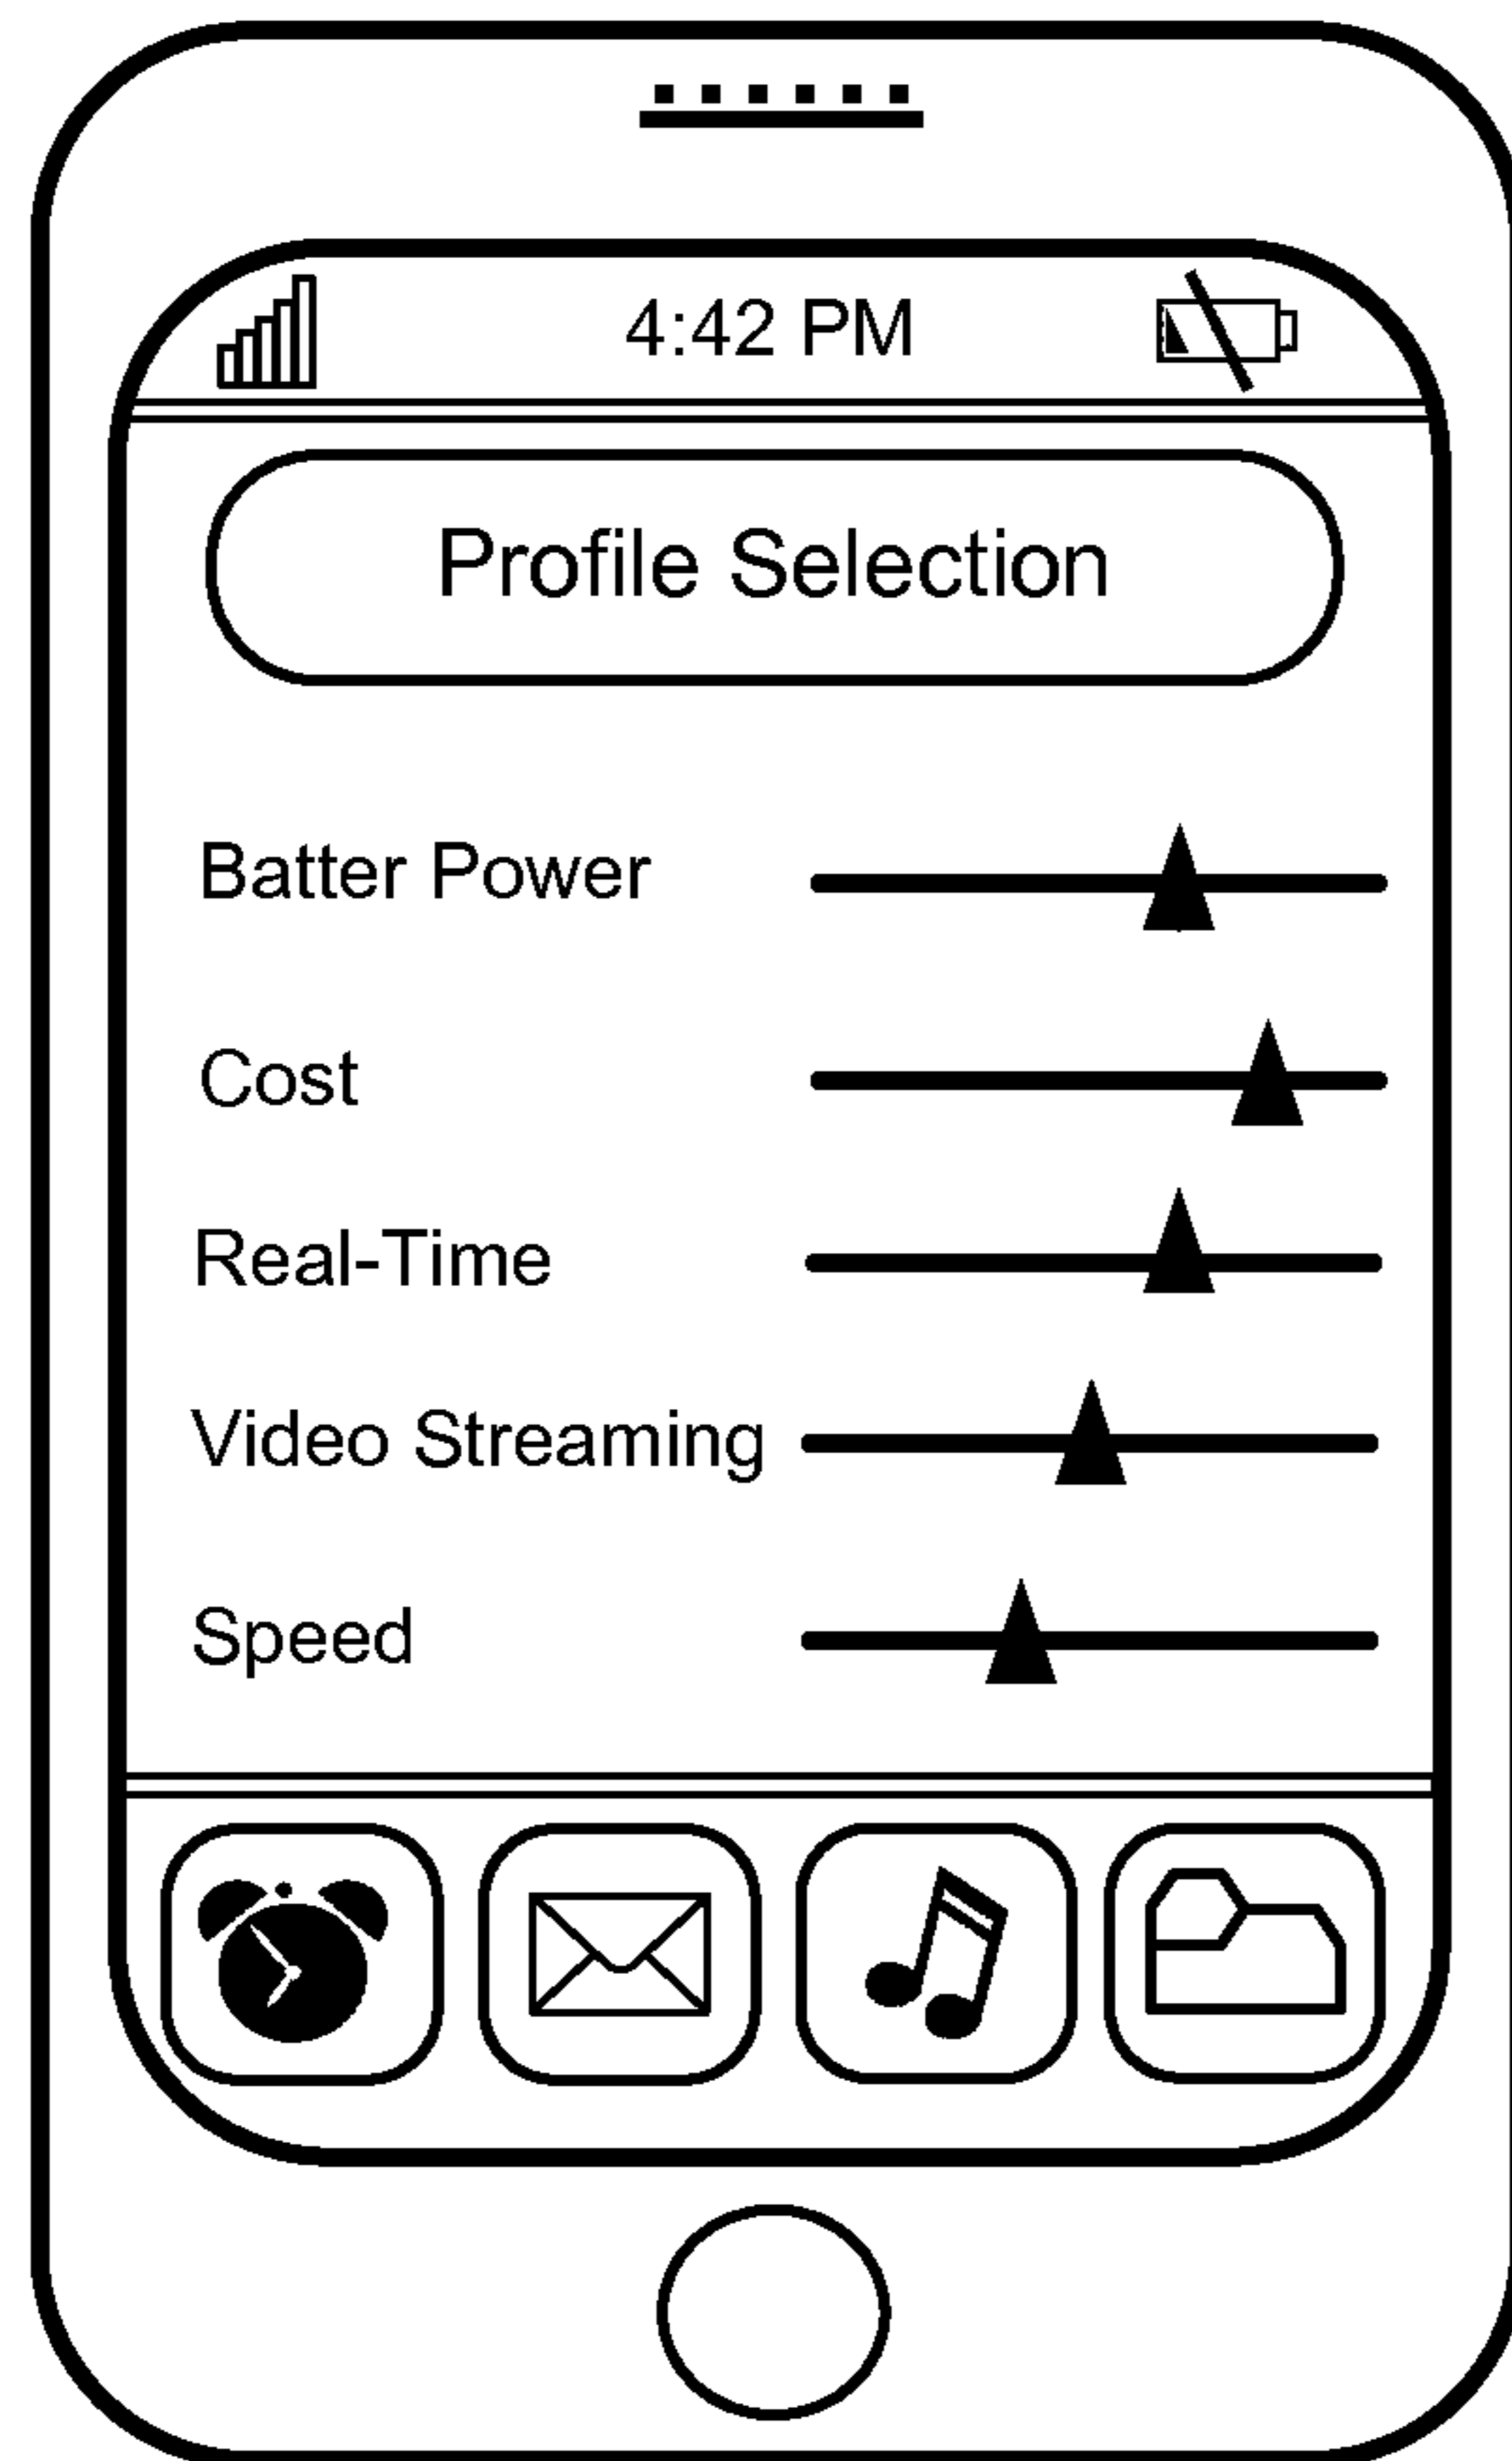 4:42 PM
Profile Selection
Batter Power
Cost
Real-Time
Video Streaming
Speed